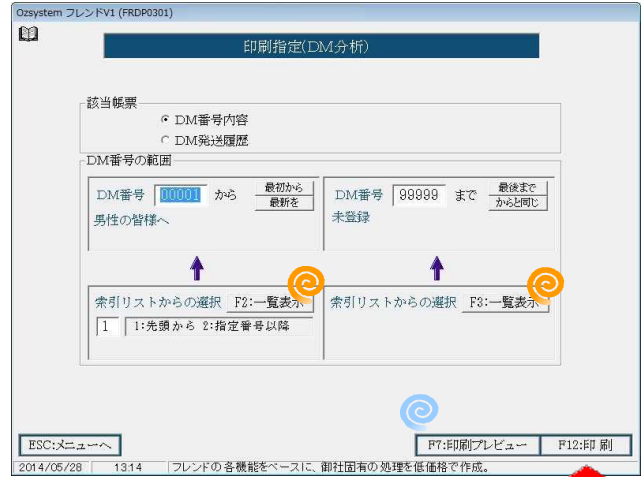 Ozsystem フレンドV1 (FRDP0301)
印刷指定(DM分析)
該当帳票
DM番号内容
DM発送履歴
DM番号の範囲
DM番号 00001 から 最初から 最新を
男性の皆様へ
DM番号 99999 まで 最後まで からと同じ
未登録
索引リストからの選択 F2:一覧表示
1 1:先頭から 2:指定番号以降
索引リストからの選択 F3:一覧表示
ESC:メニューへ F7:印刷プレビュー F12:印 刷
2014/05/28 13:14 フレンドの各機能をベースに、御社固有の処理を低価格で作成。